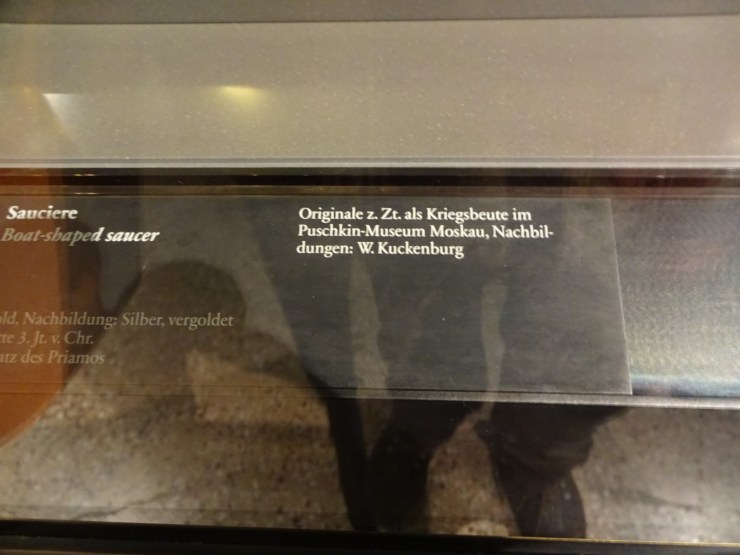 Sauciere
Boat-shaped saucer
Nachbildung: Silber, vergoldet
3. Jt. v. Chr.
des Priamos
Originale z. Zt. als Kriegsbeute im
Puschkin-Museum Moskau, Nachbil-
dungen: W. Kuckenburg